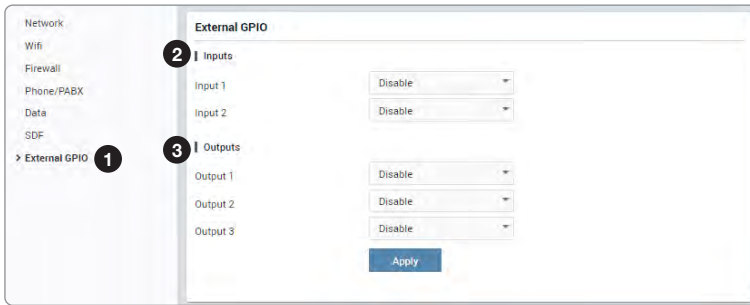 Network
Wifi
Firewall
Phone/PABX
Data
SDF
> External GPIO 1
External GPIO
2 Inputs
Input 1 Disable
Input 2 Disable
3 Outputs
Output 1 Disable
Output 2 Disable
Output 3 Disable
Apply